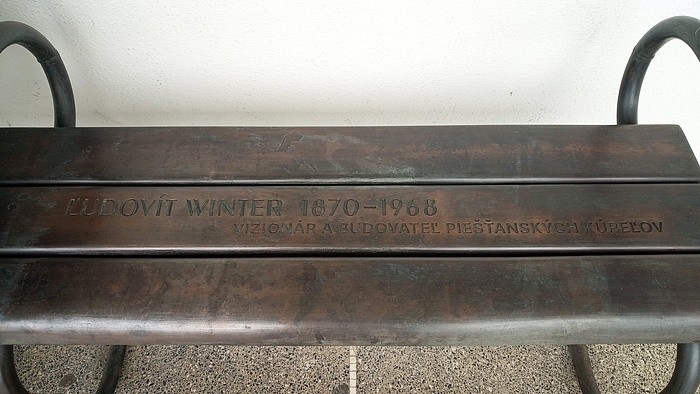 ĽUDOVÍT WINTER 1870-1968
VIZIONÁR A BUDOVATEĽ PIEŠŤANSKÝCH KÚPEĽOV